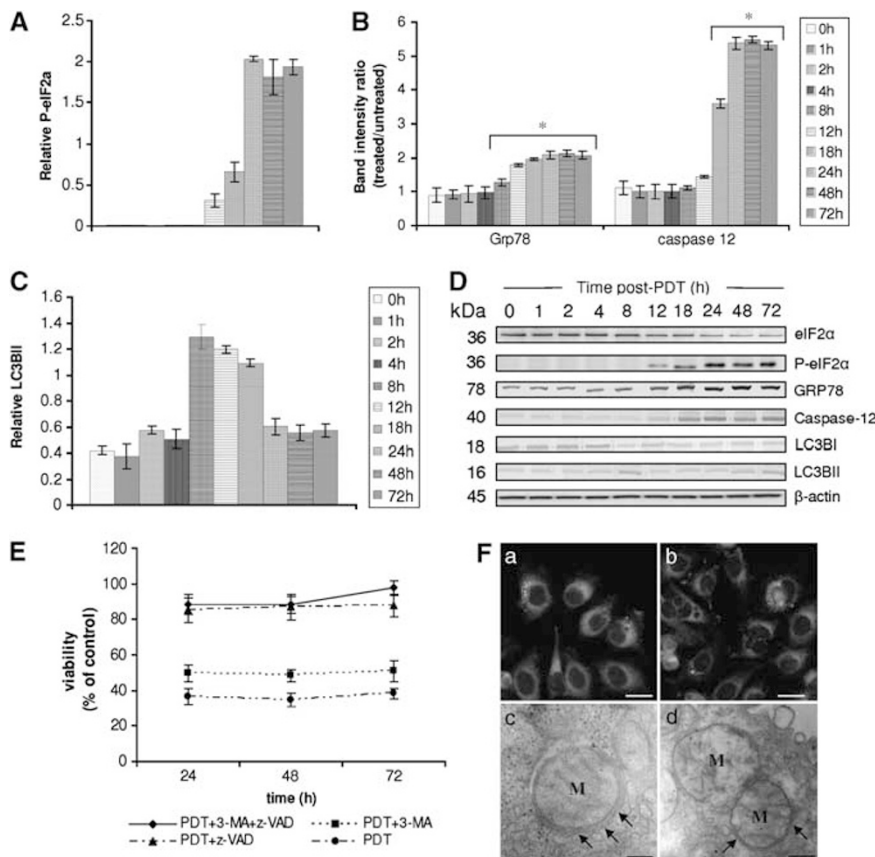 A
Relative P-eIF2a
2.5
2
1.5
1
0.5
0
B
Band intensity ratio
(treated/untreated)
6
5
4
3
2
1
0
*
*
Grp78
caspase 12
0h
1h
2h
4h
8h
12h
18h
24h
48h
72h
C
Relative LC3BII
1.6
1.4
1.2
1
0.8
0.6
0.4
0.2
0
0h
1h
2h
4h
8h
12h
18h
24h
48h
72h
D
Time post-PDT (h)
kDa 0 1 2 4 8 12 18 24 48 72
36 eIF2α
36 P-eIF2α
78 GRP78
40 Caspase-12
18 LC3BI
16 LC3BII
45 β-actin
E
viability
(% of control)
120
100
80
60
40
20
0
24 48 72
time (h)
PDT+3-MA+z-VAD PDT+3-MA
PDT+z-VAD PDT
F
a
b
c
M
d
M
M